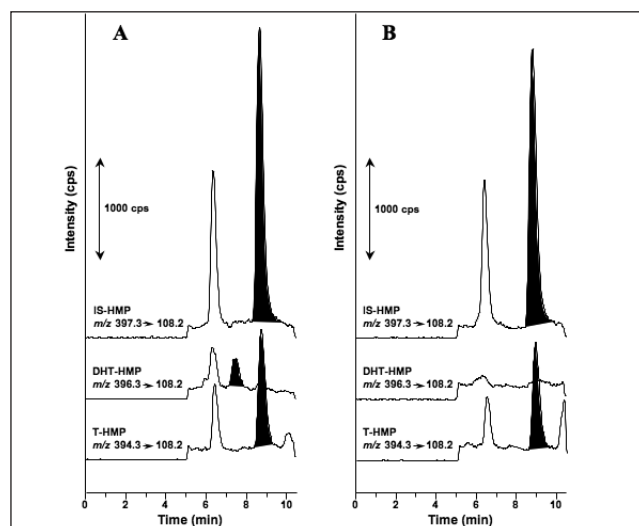 A
Intensity (cps)
1000 cps
IS-HMP
m/z 397.3→108.2
DHT-HMP
m/z 396.3→108.2
T-HMP
m/z 394.3→108.2
0 2 4 6 8 10
Time (min)
B
Intensity (cps)
1000 cps
IS-HMP
m/z 397.3→108.2
DHT-HMP
m/z 396.3→108.2
T-HMP
m/z 394.3→108.2
0 2 4 6 8 10
Time (min)